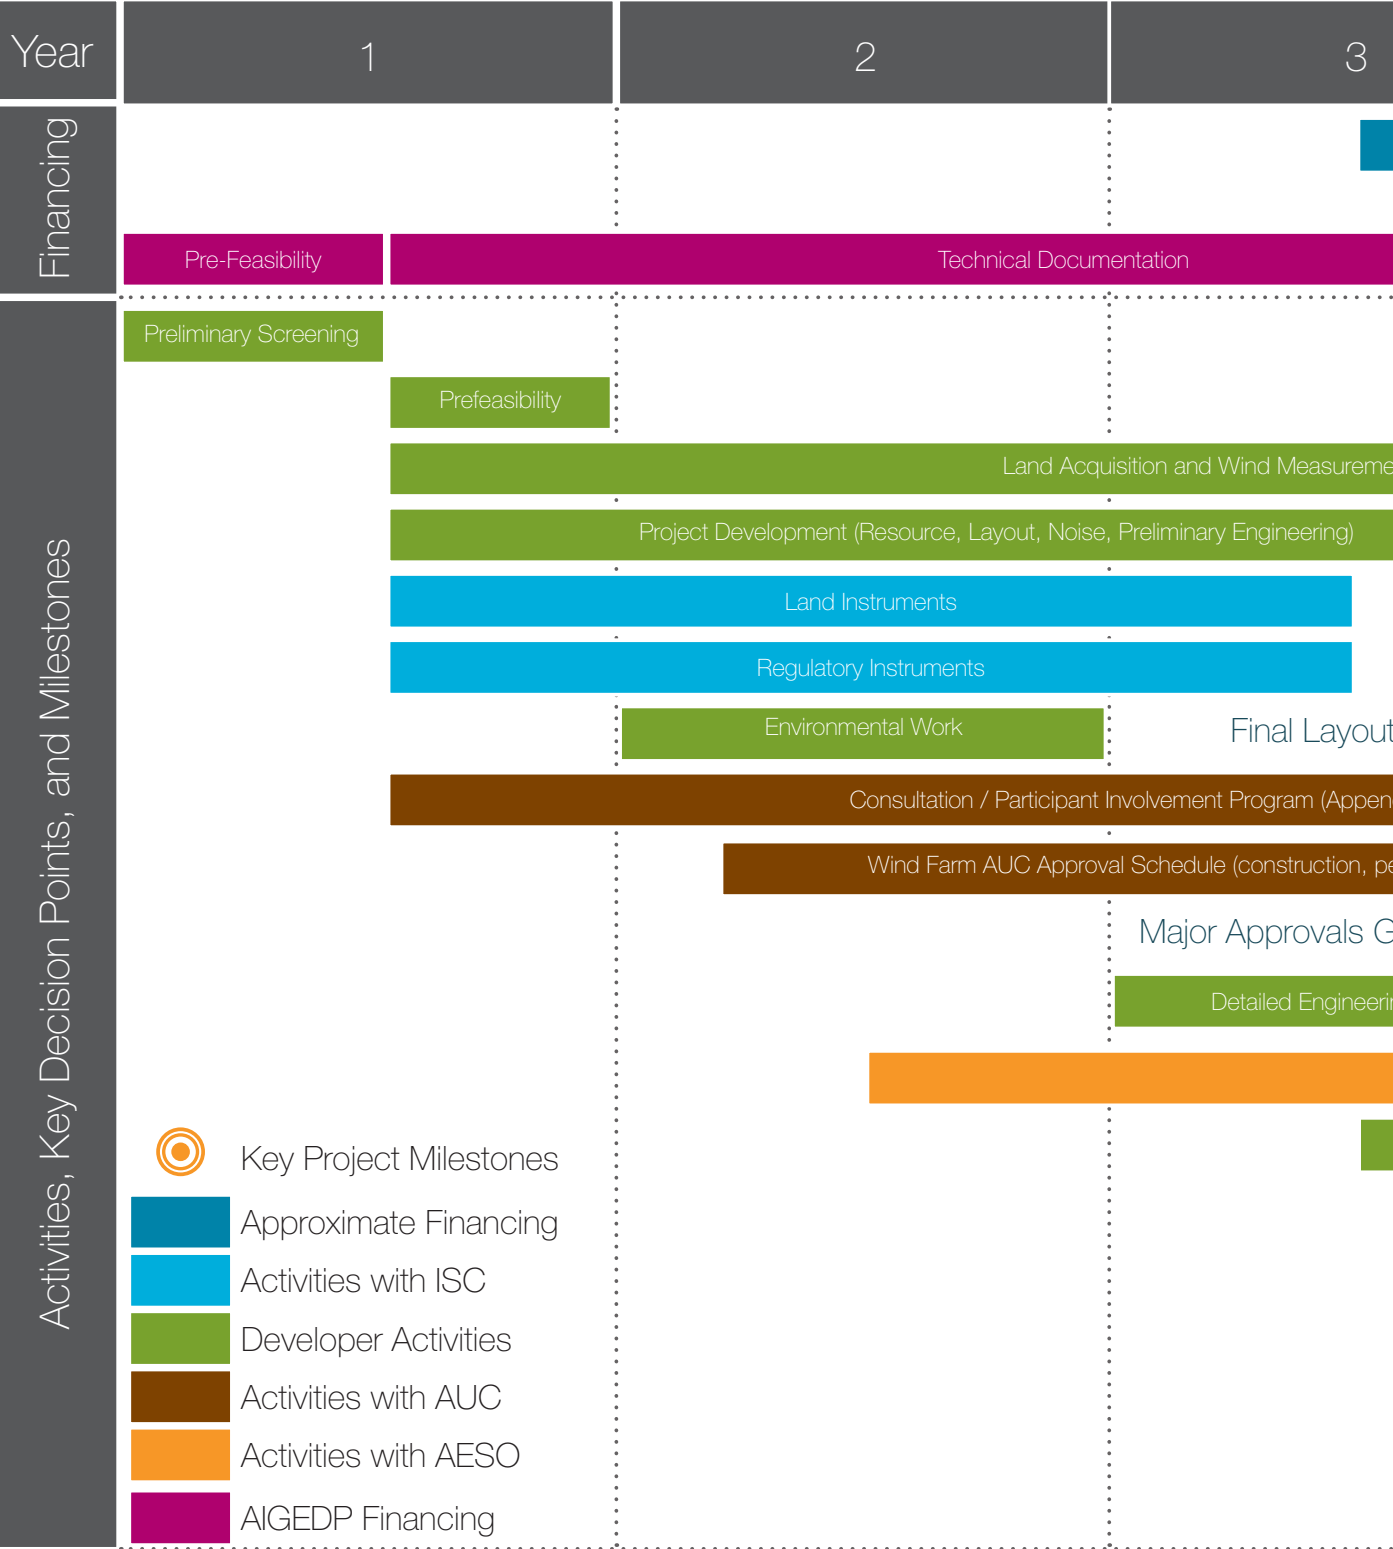 Year
1
2
3
Financing
Pre-Feasibility
Technical Documentation
Activities, Key Decision Points, and Milestones
Preliminary Screening
Prefeasibility
Land Acquisition and Wind Measureme
Project Development (Resource, Layout, Noise, Preliminary Engineering)
Land Instruments
Regulatory Instruments
Environmental Work
Final Layout
Consultation / Participant Involvement Program (Appen
Wind Farm AUC Approval Schedule (construction, pe
Major Approvals G
Detailed Engineerin
Key Project Milestones
Approximate Financing
Activities with ISC
Developer Activities
Activities with AUC
Activities with AESO
AIGEDP Financing